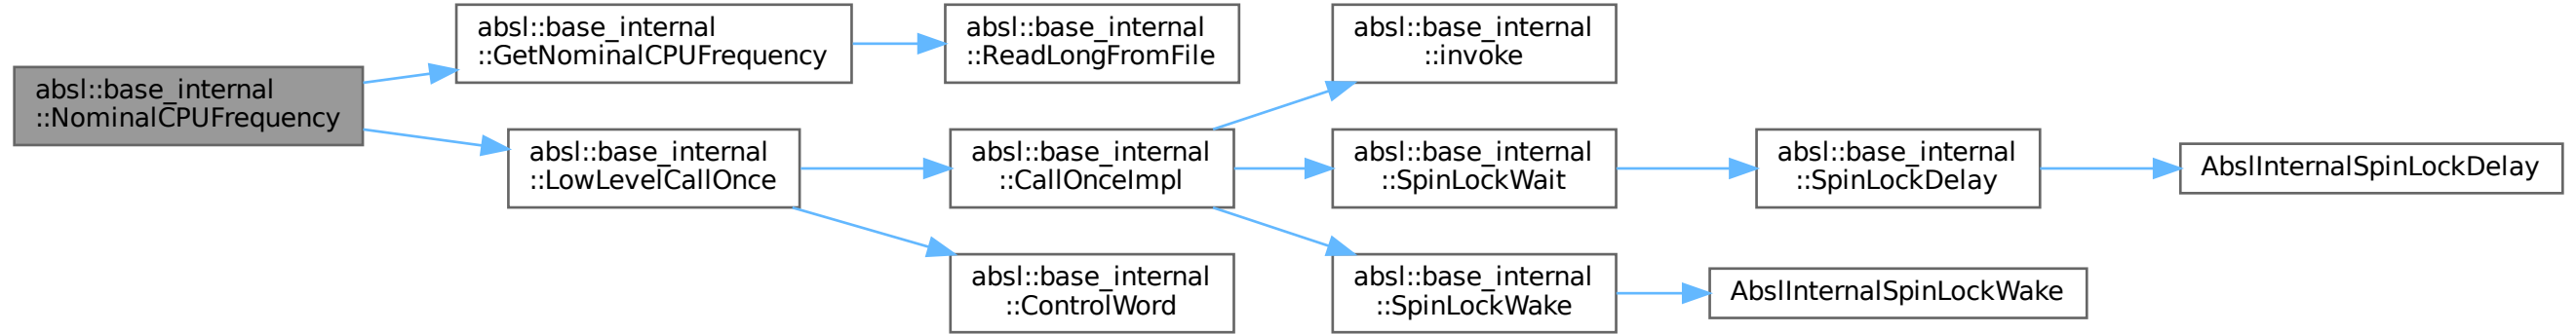 absl::base_internal
::NominalCPUFrequency
absl::base_internal
::GetNominalCPUFrequency
absl::base_internal
::ReadLongFromFile
absl::base_internal
::LowLevelCallOnce
absl::base_internal
::CallOnceImpl
absl::base_internal
::invoke
absl::base_internal
::SpinLockWait
absl::base_internal
::SpinLockDelay
AbslInternalSpinLockDelay
absl::base_internal
::SpinLockWake
AbslInternalSpinLockWake
absl::base_internal
::ControlWord